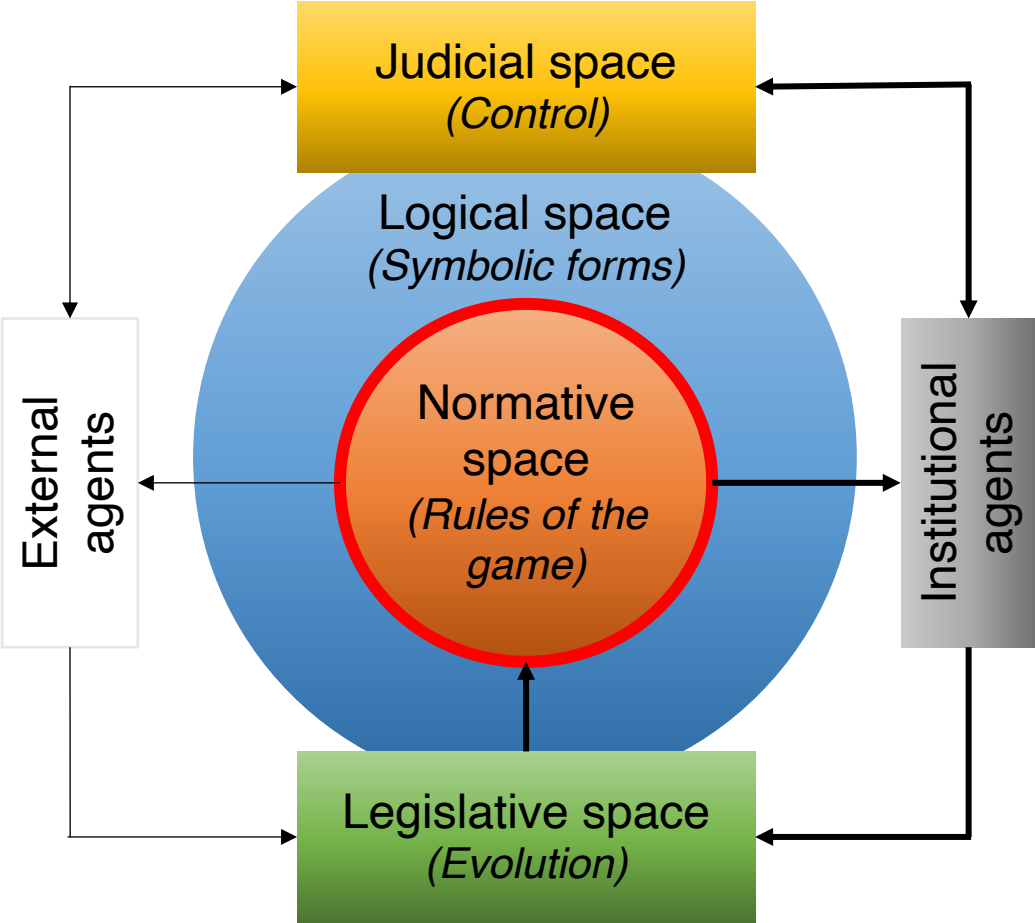 Judicial space
(Control)
Logical space
(Symbolic forms)
Normative
space
(Rules of the
game)
External
agents
Institutional
agents
Legislative space
(Evolution)